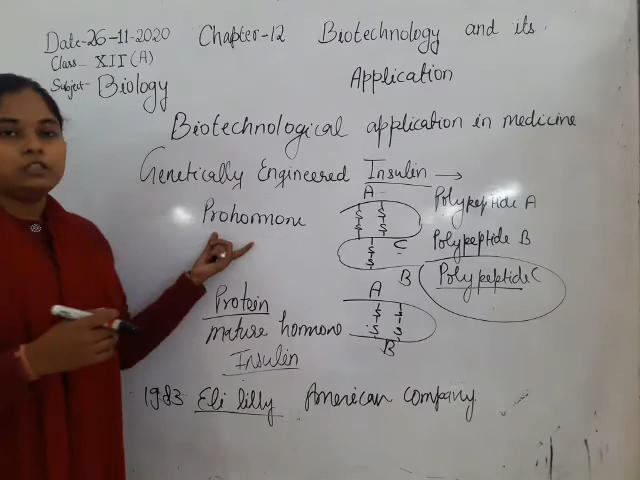 Date-26-11-2020 Chapter-12 Biotechnology and its
Class- XII(A)
Application
Subject- Biology
Biotechnological application in medicine
Genetically Engineered Insulin →
A
Polypeptide A
Prohormone
S S
S S
C
Polypeptide B
S
S
B
Polypeptide C
Protein
A
mature hormone
S S
S S
Insulin
B
1983 Eli lilly American Company